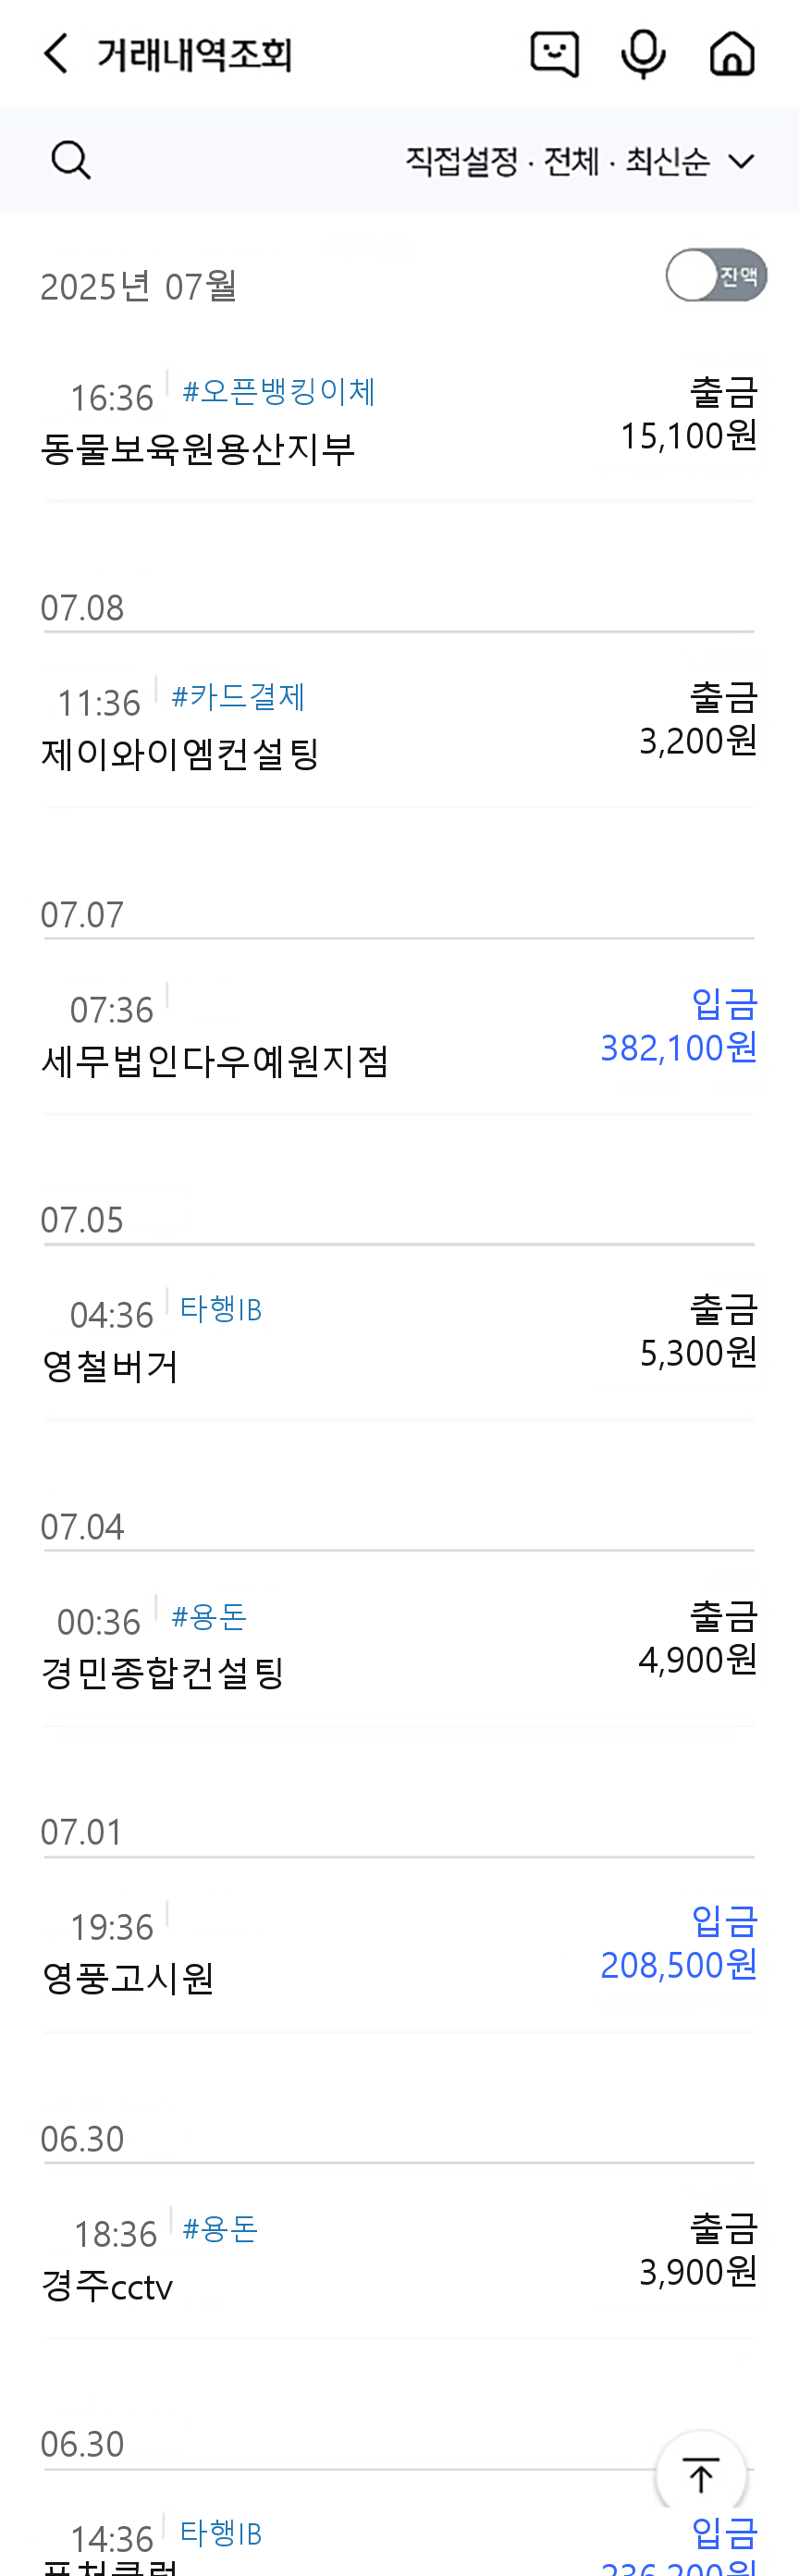 거래내역조회
직접설정 · 전체 · 최신순
2025년 07월
잔액
16:36 #오픈뱅킹이체 출금
동물보육원용산지부 15,100원
07.08
11:36 #카드결제 출금
제이와이엠컨설팅 3,200원
07.07
07:36 입금
세무법인다우예원지점 382,100원
07.05
04:36 타행IB 출금
영철버거 5,300원
07.04
00:36 #용돈 출금
경민종합컨설팅 4,900원
07.01
19:36 입금
영풍고시원 208,500원
06.30
18:36 #용돈 출금
경주cctv 3,900원
06.30
14:36 타행IB 입금